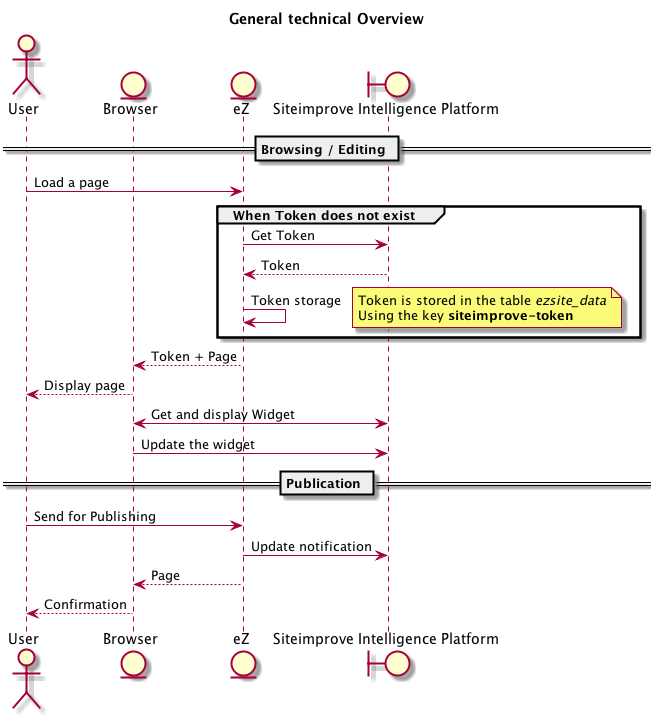 General technical Overview
User
Browser
eZ
Siteimprove Intelligence Platform
Browsing / Editing
Load a page
When Token does not exist
Get Token
Token
Token storage
Token is stored in the table ezsite_data
Using the key siteimprove-token
Token + Page
Display page
Get and display Widget
Update the widget
Publication
Send for Publishing
Update notification
Page
Confirmation
User
Browser
eZ
Siteimprove Intelligence Platform